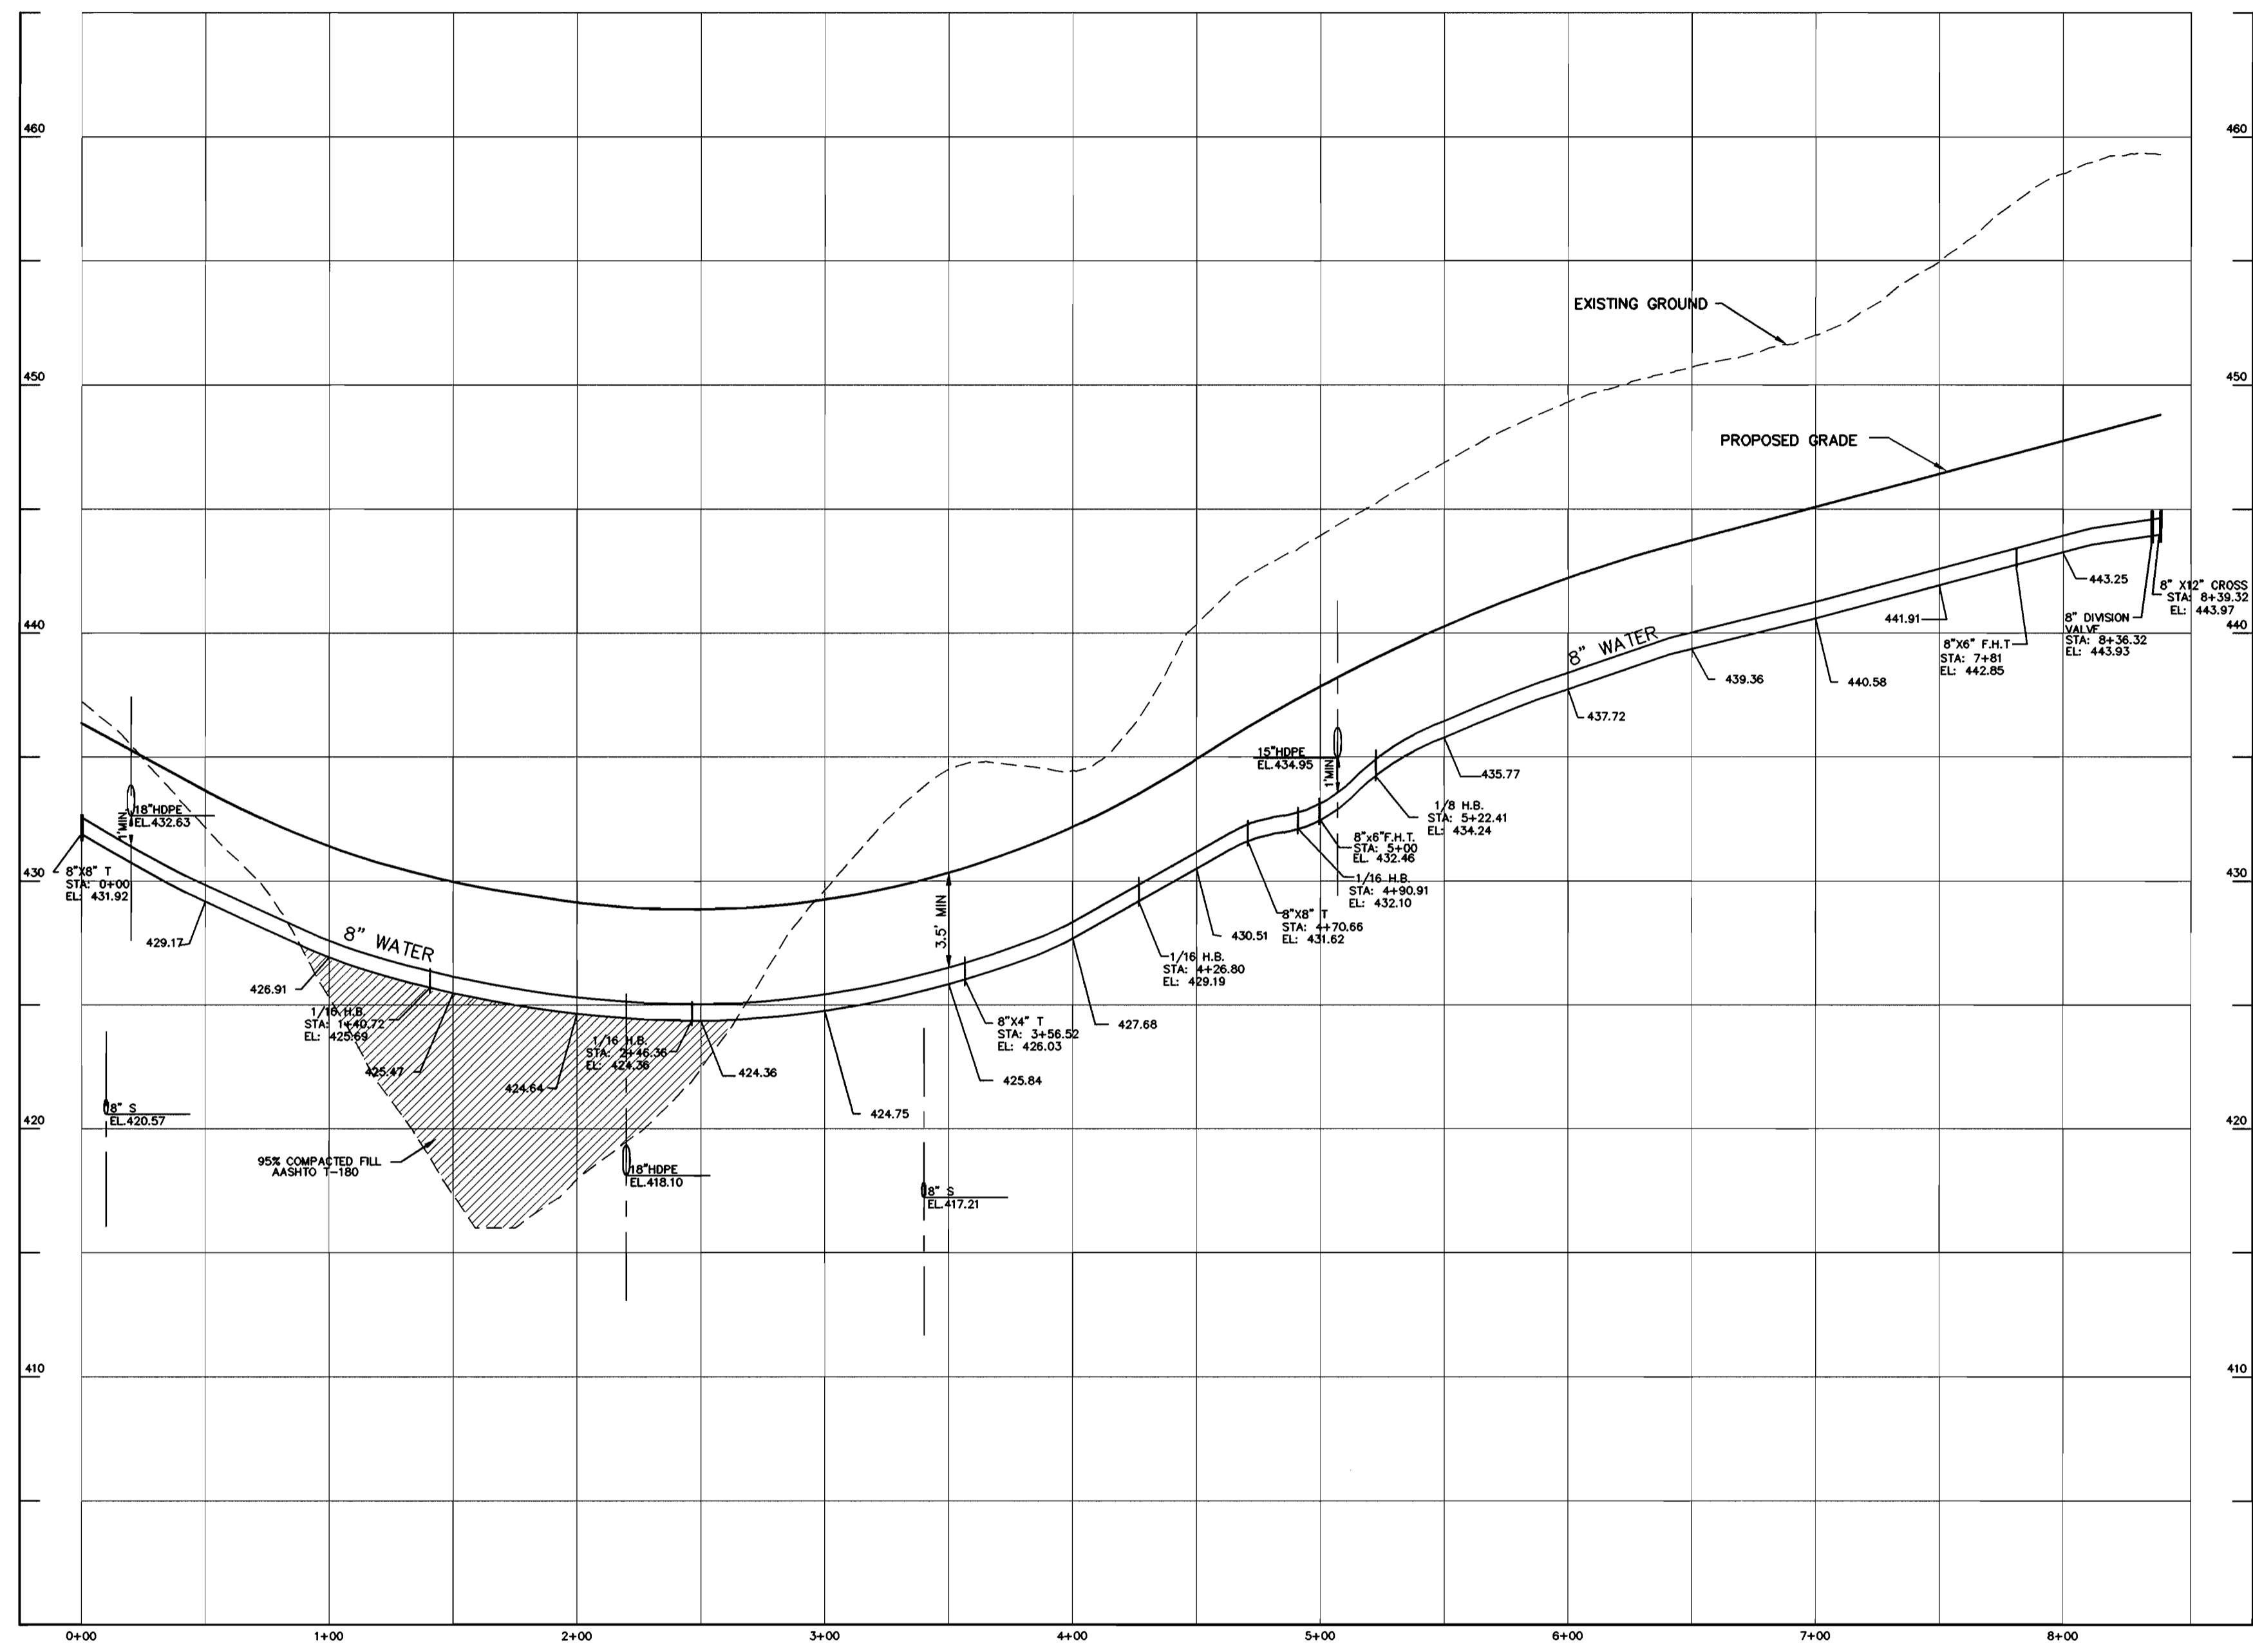 460
460
EXISTING GROUND
450
450
PROPOSED GRADE
440
440
8" WATER
443.25
8" X12" CROSS
STA: 8+39.32
EL: 443.97
8" DIVISION
VALVE
STA: 8+36.32
EL: 443.93
441.91
8"X6" F.H.T
STA: 7+81
EL: 442.85
439.36
440.58
437.72
15"HDPE
EL.434.95
1'MIN
435.77
1/8 H.B.
STA: 5+22.41
EL: 434.24
8"x6"F.H.T.
STA: 5+00
EL. 432.46
1/16 H.B.
STA: 4+90.91
EL: 432.10
18"HDPE
EL.432.63
1'MIN
430
430
8"X8" T
STA: 0+00
EL: 431.92
429.17
8" WATER
3.5' MIN
8"X8" T
STA: 4+70.66
EL: 431.62
430.51
1/16 H.B.
STA: 4+26.80
EL: 429.19
426.91
1/16 H.B.
STA: 1+40.72
EL: 425.69
8"X4" T
STA: 3+56.52
EL: 426.03
427.68
1/16 H.B.
STA: 2+46.36
EL: 424.36
425.47
424.64
424.36
425.84
424.75
8" S
EL.420.57
420
420
95% COMPACTED FILL
AASHTO T-180
18"HDPE
EL.418.10
8" S
EL.417.21
410
410
0+00
1+00
2+00
3+00
4+00
5+00
6+00
7+00
8+00